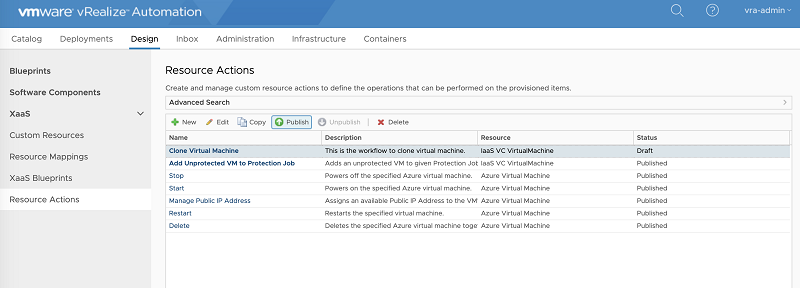 vmware vRealize™ Automation
vra-admin
Catalog Deployments Design Inbox Administration Infrastructure Containers
Blueprints
Software Components
XaaS
Custom Resources
Resource Mappings
XaaS Blueprints
Resource Actions
Resource Actions
Create and manage custom resource actions to define the operations that can be performed on the provisioned items.
Advanced Search
New Edit Copy Publish Unpublish Delete
Name Description Resource Status
Clone Virtual Machine This is the workflow to clone virtual machine. IaaS VC VirtualMachine Draft
Add Unprotected VM to Protection Job Adds an unprotected VM to given Protection Job IaaS VC VirtualMachine Published
Stop Powers off the specified Azure virtual machine. Azure Virtual Machine Published
Start Powers on the specified Azure virtual machine. Azure Virtual Machine Published
Manage Public IP Address Assigns an available Public IP Address to the VM Azure Virtual Machine Published
Restart Restarts the specified virtual machine. Azure Virtual Machine Published
Delete Deletes the specified Azure virtual machine toge Azure Virtual Machine Published